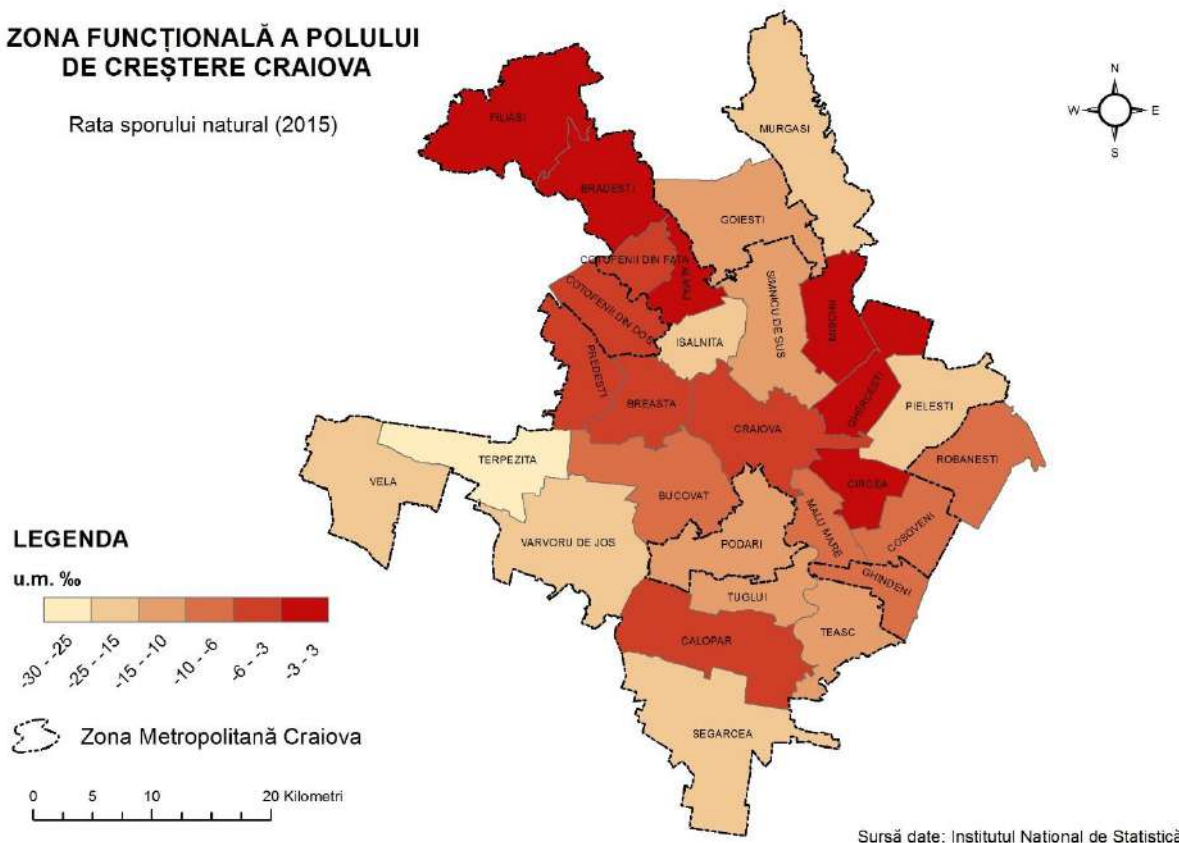 ZONA FUNCȚIONALĂ A POLULUI
DE CREȘTERE CRAIOVA
Rata sporului natural (2015)
N
W
E
S
FILIASI
MURGASI
BRADESTI
GOIESTI
COTOFENII DIN FATA
ALMAJ
COTOFENII DIN DOS
SIMNICU DE SUS
MISCHII
ISALNITA
PREDESTI
GHERCESTI
BREASTA
PIELESTI
CRAIOVA
TERPEZITA
ROBANESTI
VELA
BUCOVAT
CIRCEA
MALU MARE
COSOVENI
VARVORU DE JOS
PODARI
GHINDENI
TUGLUI
TEASC
CALOPAR
SEGARCEA
LEGENDA
u.m. ‰
-30 - -25
-25 - -15
-15 - -10
-10 - -6
-6 - -3
-3 - 3
Zona Metropolitană Craiova
0 5 10 20 Kilometri
Sursă date: Institutul National de Statistică